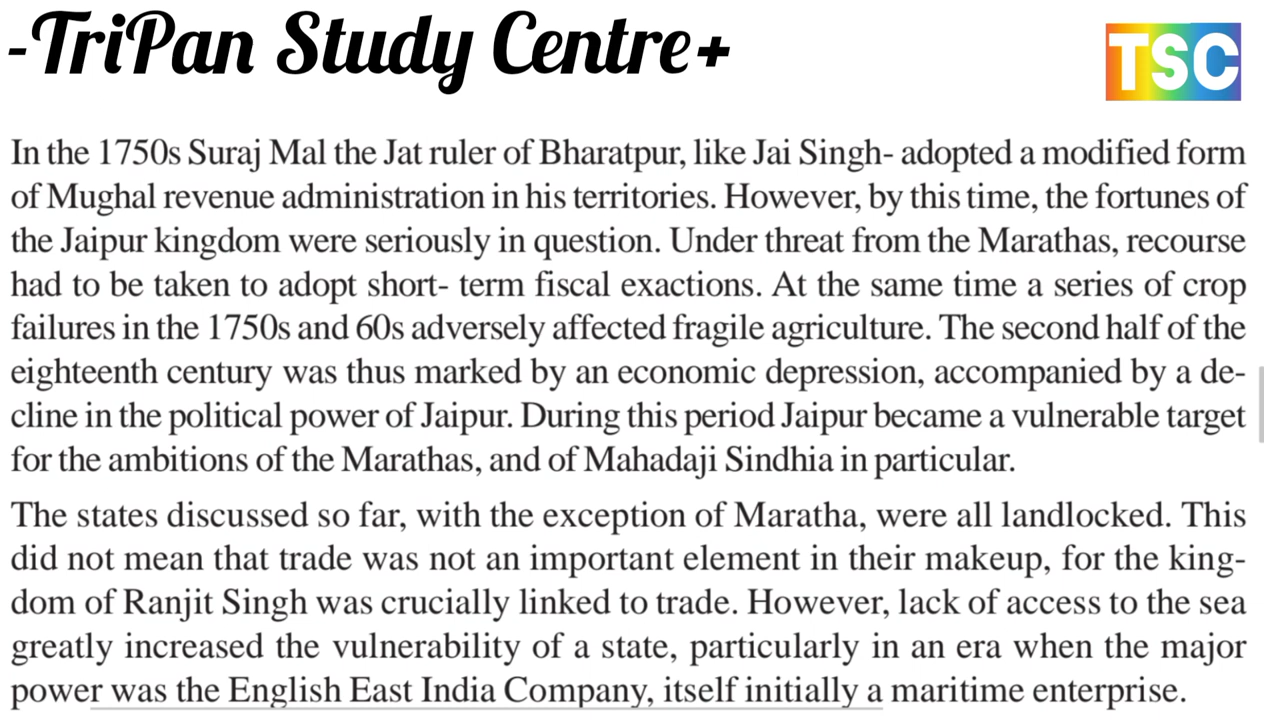 -TriPan Study Centre+
TSC
In the 1750s Suraj Mal the Jat ruler of Bharatpur, like Jai Singh- adopted a modified form
of Mughal revenue administration in his territories. However, by this time, the fortunes of
the Jaipur kingdom were seriously in question. Under threat from the Marathas, recourse
had to be taken to adopt short- term fiscal exactions. At the same time a series of crop
failures in the 1750s and 60s adversely affected fragile agriculture. The second half of the
eighteenth century was thus marked by an economic depression, accompanied by a de-
cline in the political power of Jaipur. During this period Jaipur became a vulnerable target
for the ambitions of the Marathas, and of Mahadaji Sindhia in particular.
The states discussed so far, with the exception of Maratha, were all landlocked. This
did not mean that trade was not an important element in their makeup, for the king-
dom of Ranjit Singh was crucially linked to trade. However, lack of access to the sea
greatly increased the vulnerability of a state, particularly in an era when the major
power was the English East India Company, itself initially a maritime enterprise.